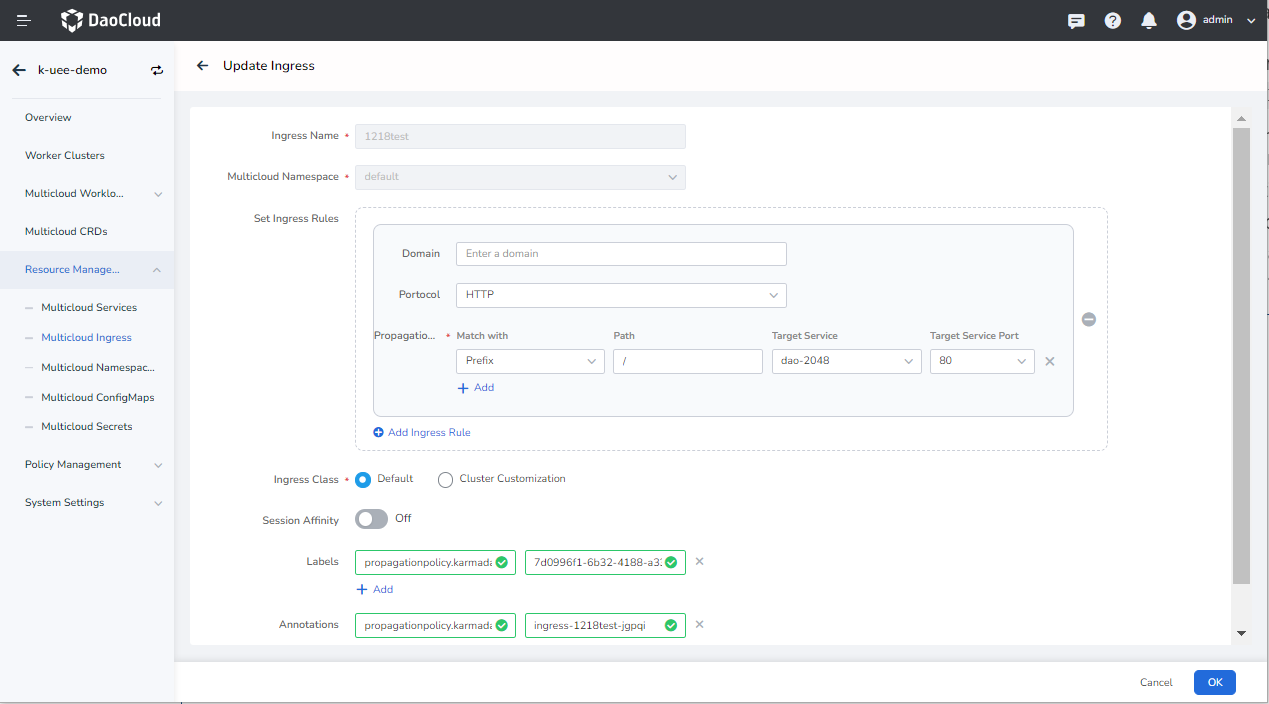 DaoCloud
admin
k-uee-demo
Update Ingress
Overview
Worker Clusters
Multicloud Worklo...
Multicloud CRDs
Resource Manage...
Multicloud Services
Multicloud Ingress
Multicloud Namespac...
Multicloud ConfigMaps
Multicloud Secrets
Policy Management
System Settings
Ingress Name * 1218test
Multicloud Namespace * default
Set Ingress Rules
Domain Enter a domain
Portocol HTTP
Propagatio... * Match with Path Target Service Target Service Port
Prefix / dao-2048 80
+ Add
Add Ingress Rule
Ingress Class * Default Cluster Customization
Session Affinity Off
Labels propagationpolicy.karmada 7d0996f1-6b32-4188-a3
+ Add
Annotations propagationpolicy.karmada ingress-1218test-jgpqi
Cancel OK